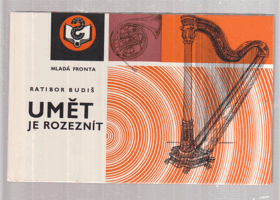 MLADÁ FRONTA
RATIBOR BUDIŠ
UMĚT
JE ROZEZNÍT